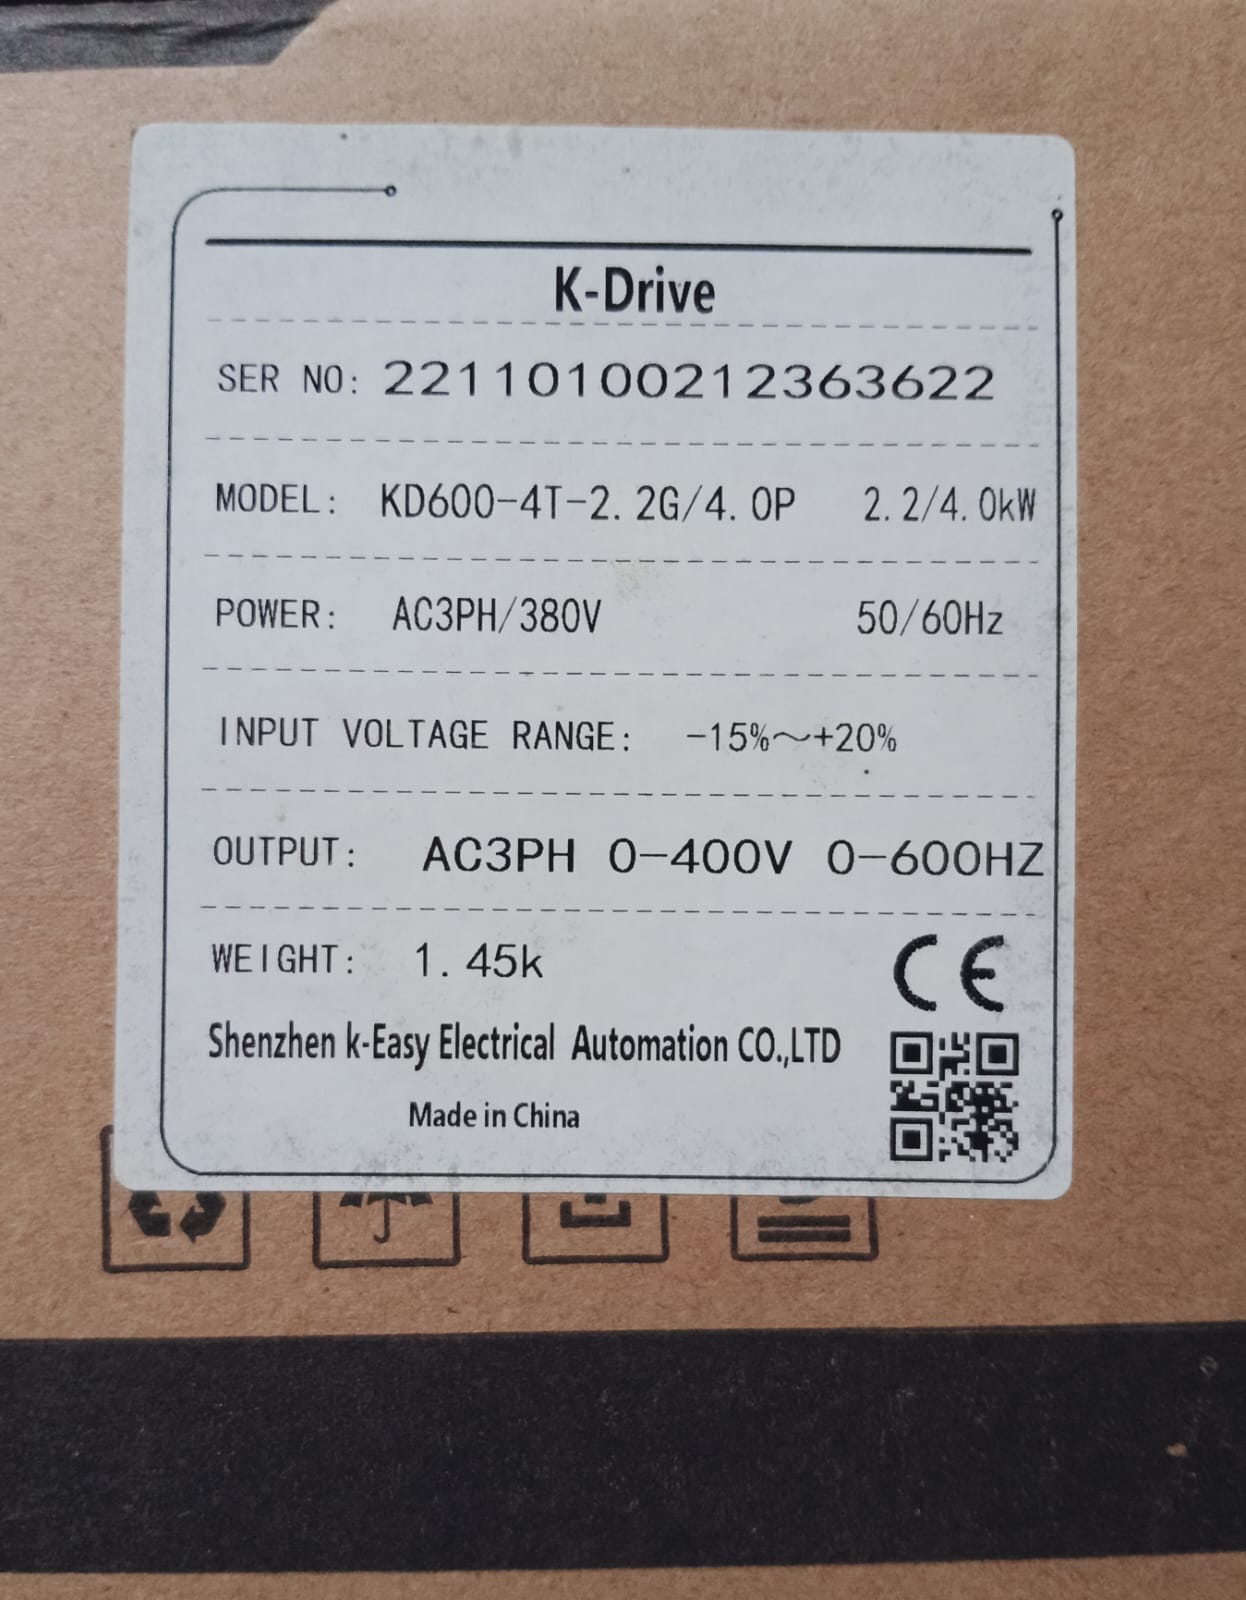 K-Drive
SER NO: 22110100212363622
MODEL: KD600-4T-2.2G/4.0P 2.2/4.0kW
POWER: AC3PH/380V 50/60Hz
INPUT VOLTAGE RANGE: -15%~+20%
OUTPUT: AC3PH 0-400V 0-600HZ
WEIGHT: 1.45k
CE
Shenzhen k-Easy Electrical Automation CO.,LTD
Made in China